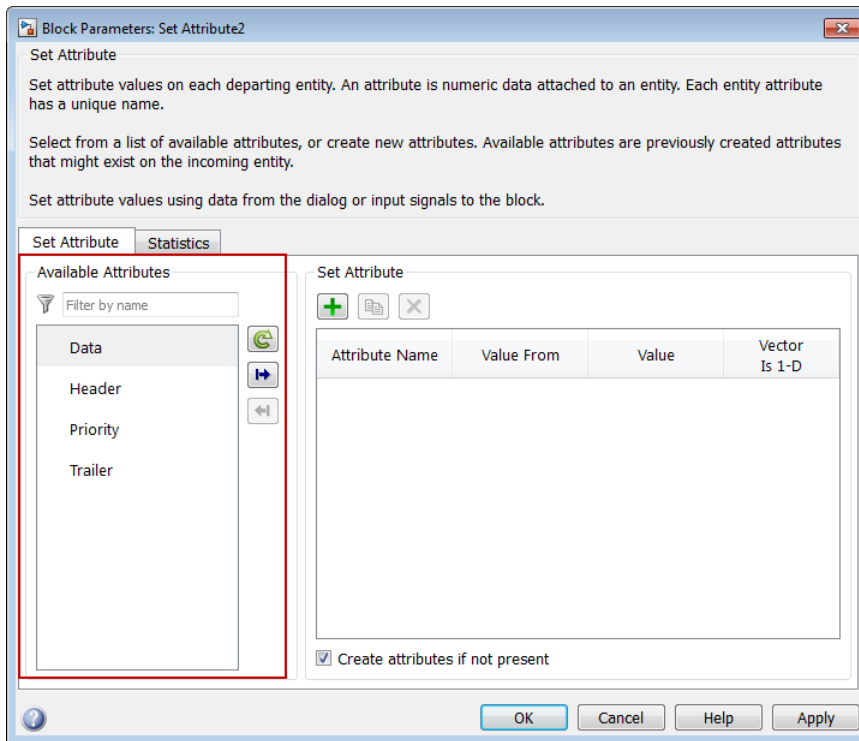 Block Parameters: Set Attribute2
Set Attribute
Set attribute values on each departing entity. An attribute is numeric data attached to an entity. Each entity attribute
has a unique name.
Select from a list of available attributes, or create new attributes. Available attributes are previously created attributes
that might exist on the incoming entity.
Set attribute values using data from the dialog or input signals to the block.
Set Attribute
Statistics
Available Attributes
Filter by name
Data
Header
Priority
Trailer
Set Attribute
Attribute Name
Value From
Value
Vector
Is 1-D
Create attributes if not present
OK
Cancel
Help
Apply